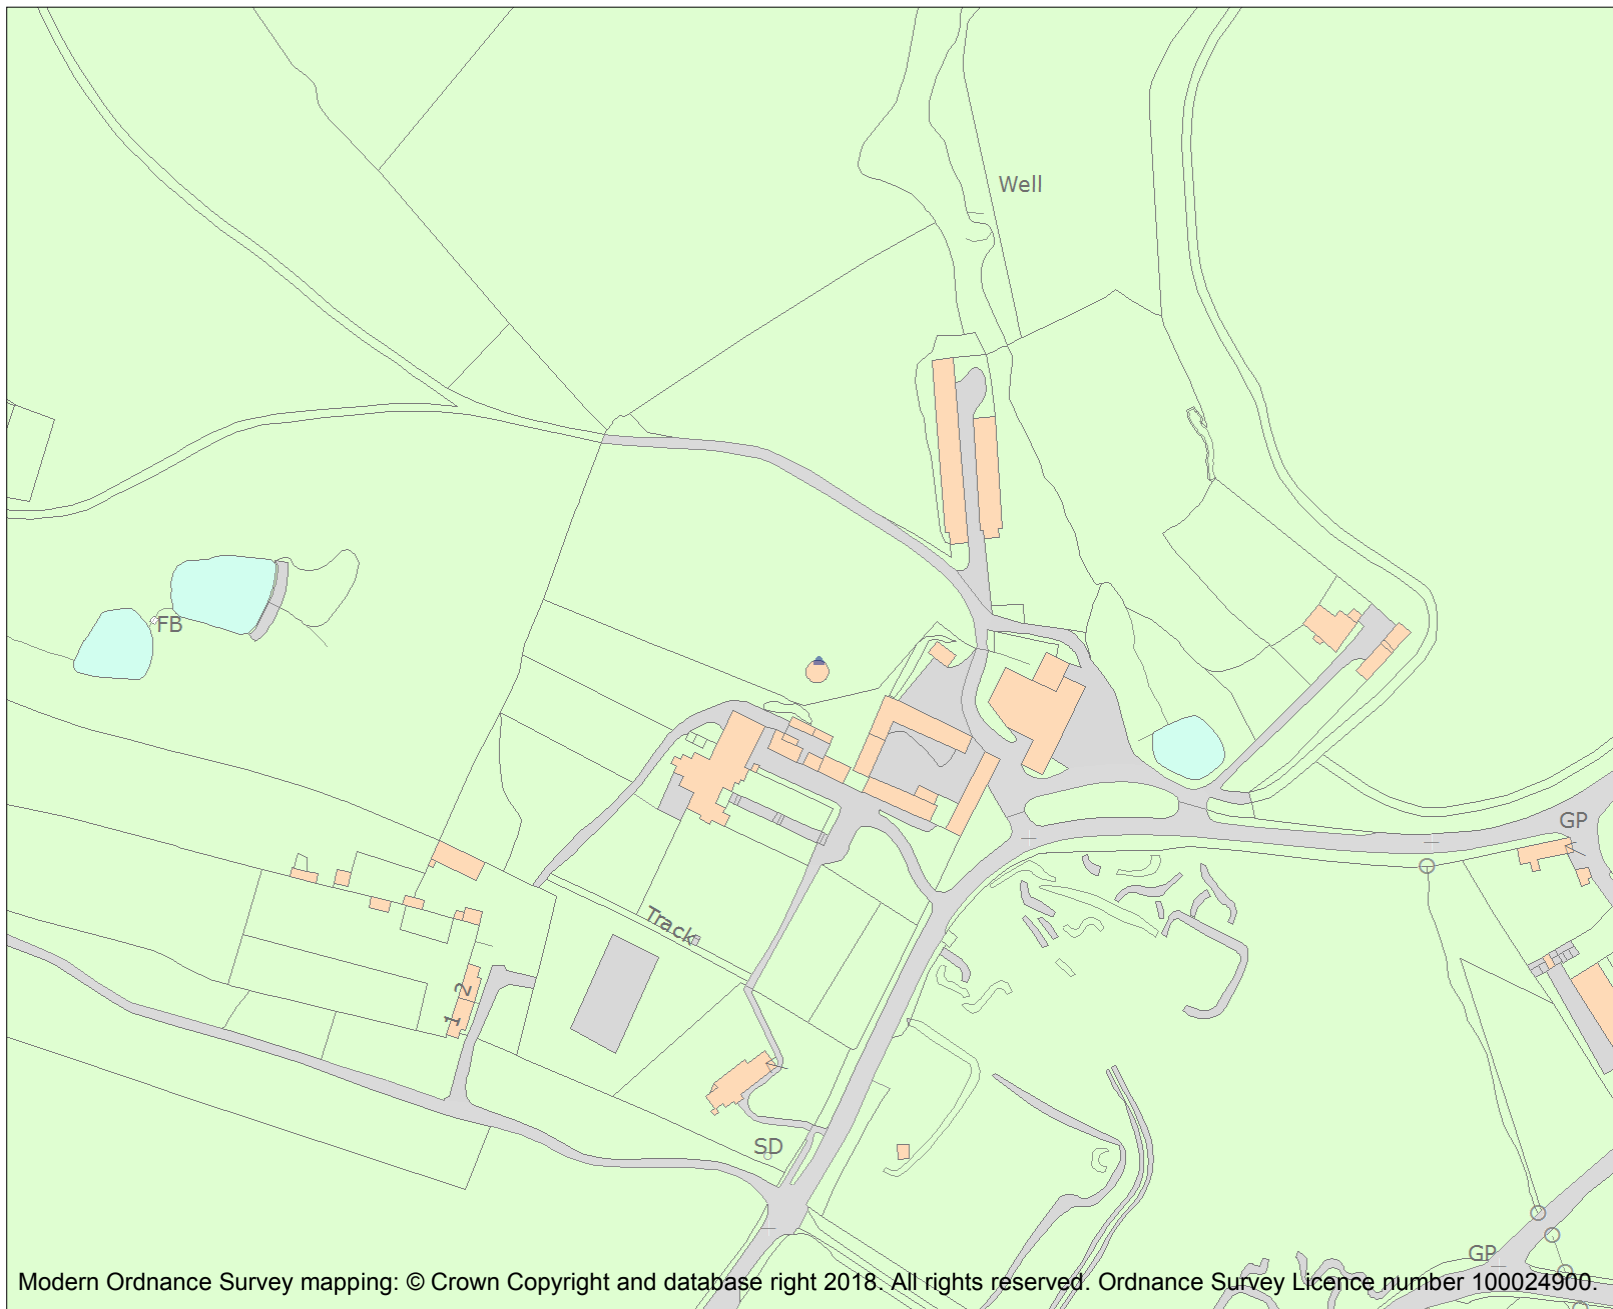 Well
FB
GP
Track
2
1
SD
GP
Modern Ordnance Survey mapping: © Crown Copyright and database right 2018. All rights reserved. Ordnance Survey Licence number 100024900.